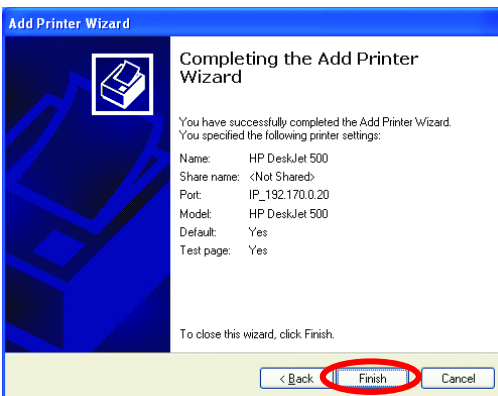 Add Printer Wizard
Completing the Add Printer
Wizard
You have successfully completed the Add Printer Wizard.
You specified the following printer settings:
Name: HP DeskJet 500
Share name: <Not Shared>
Port: IP_192.170.0.20
Model: HP DeskJet 500
Default: Yes
Test page: Yes
To close this wizard, click Finish.
< Back Finish Cancel